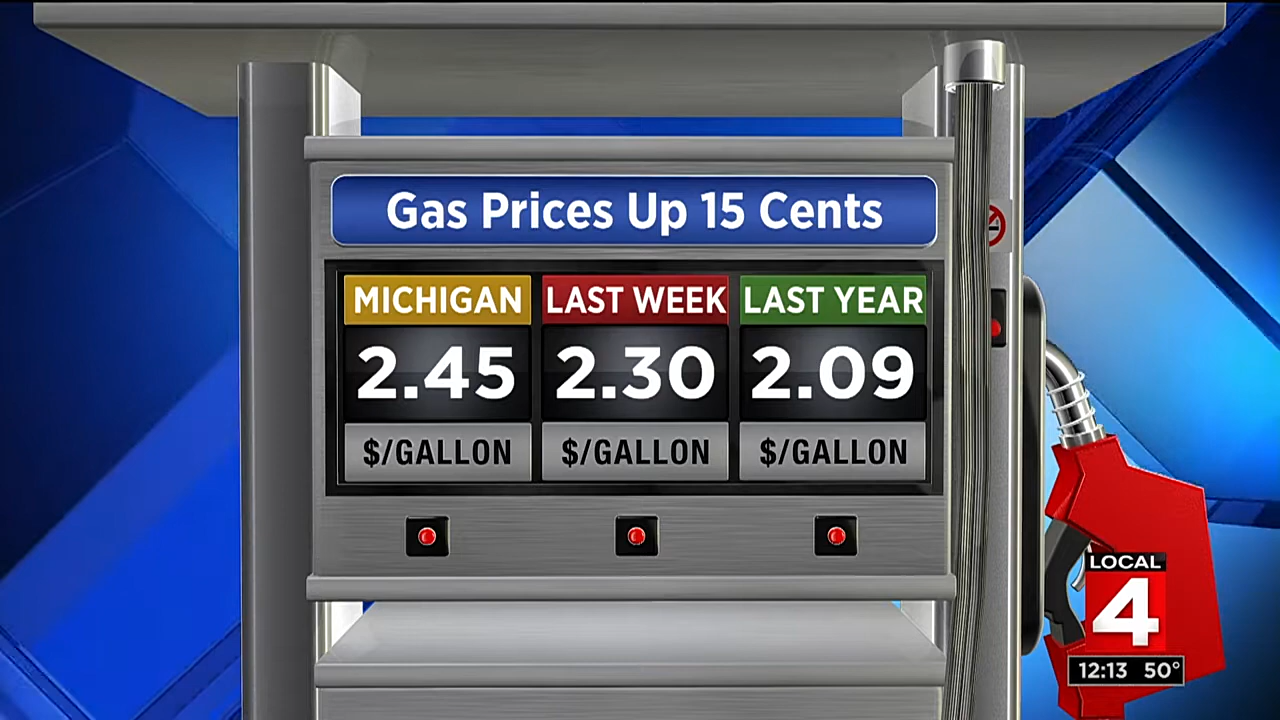 Gas Prices Up 15 Cents
MICHIGAN LAST WEEK LAST YEAR
2.45 2.30 2.09
$/GALLON $/GALLON $/GALLON
LOCAL
4
12:13 50°